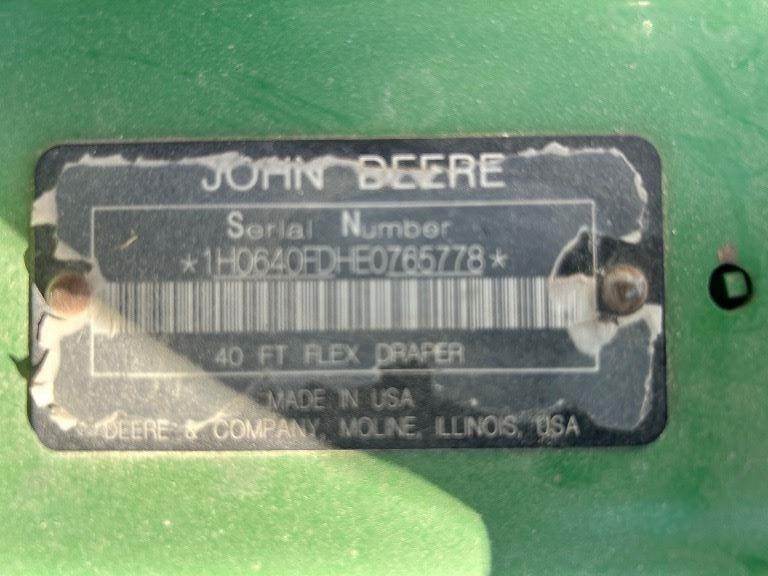 JOHN DEERE
Serial Number
*1H0640FDHE0765778*
40 FT FLEX DRAPER
MADE IN USA
DEERE & COMPANY, MOLINE, ILLINOIS, USA